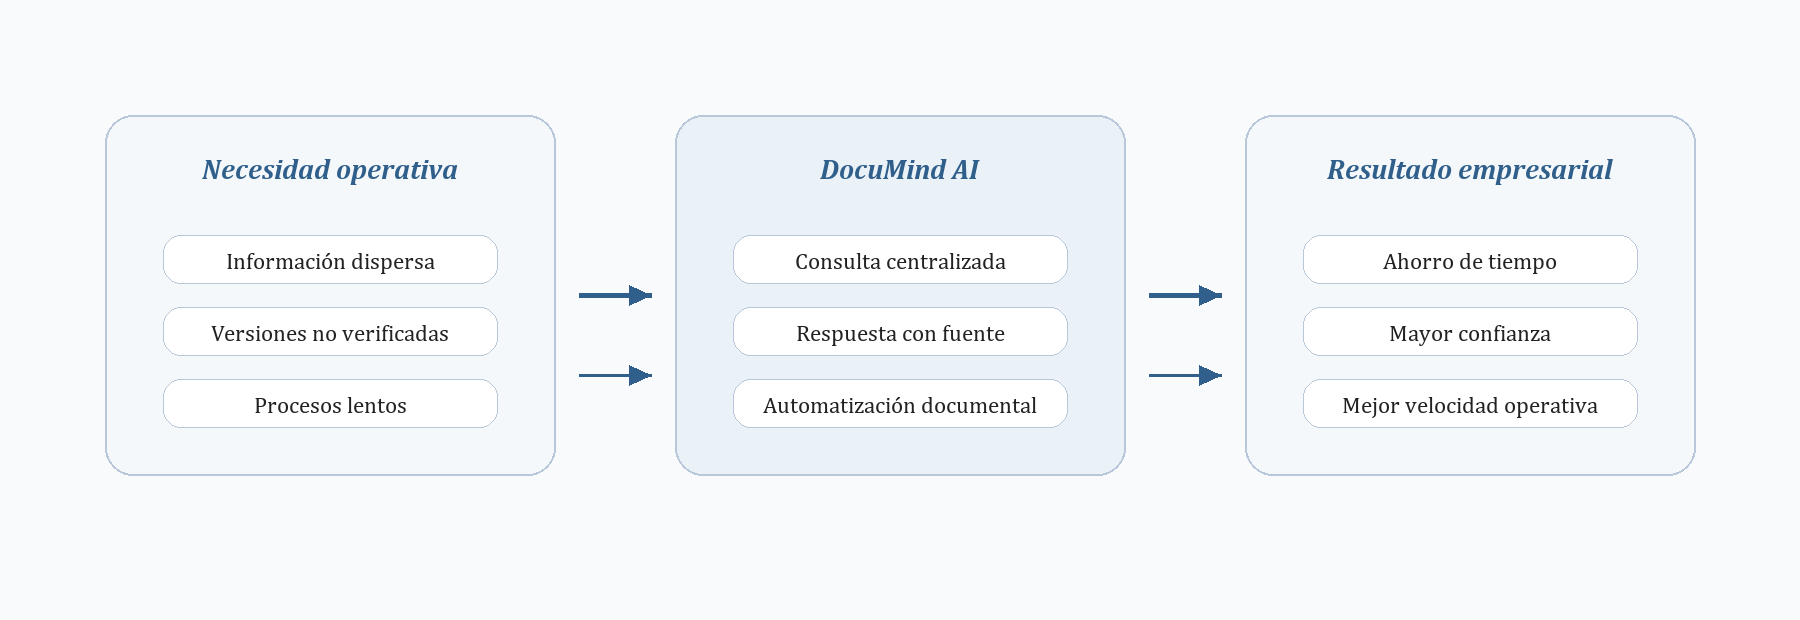 Necesidad operativa
Información dispersa
Versiones no verificadas
Procesos lentos
DocuMind AI
Consulta centralizada
Respuesta con fuente
Automatización documental
Resultado empresarial
Ahorro de tiempo
Mayor confianza
Mejor velocidad operativa